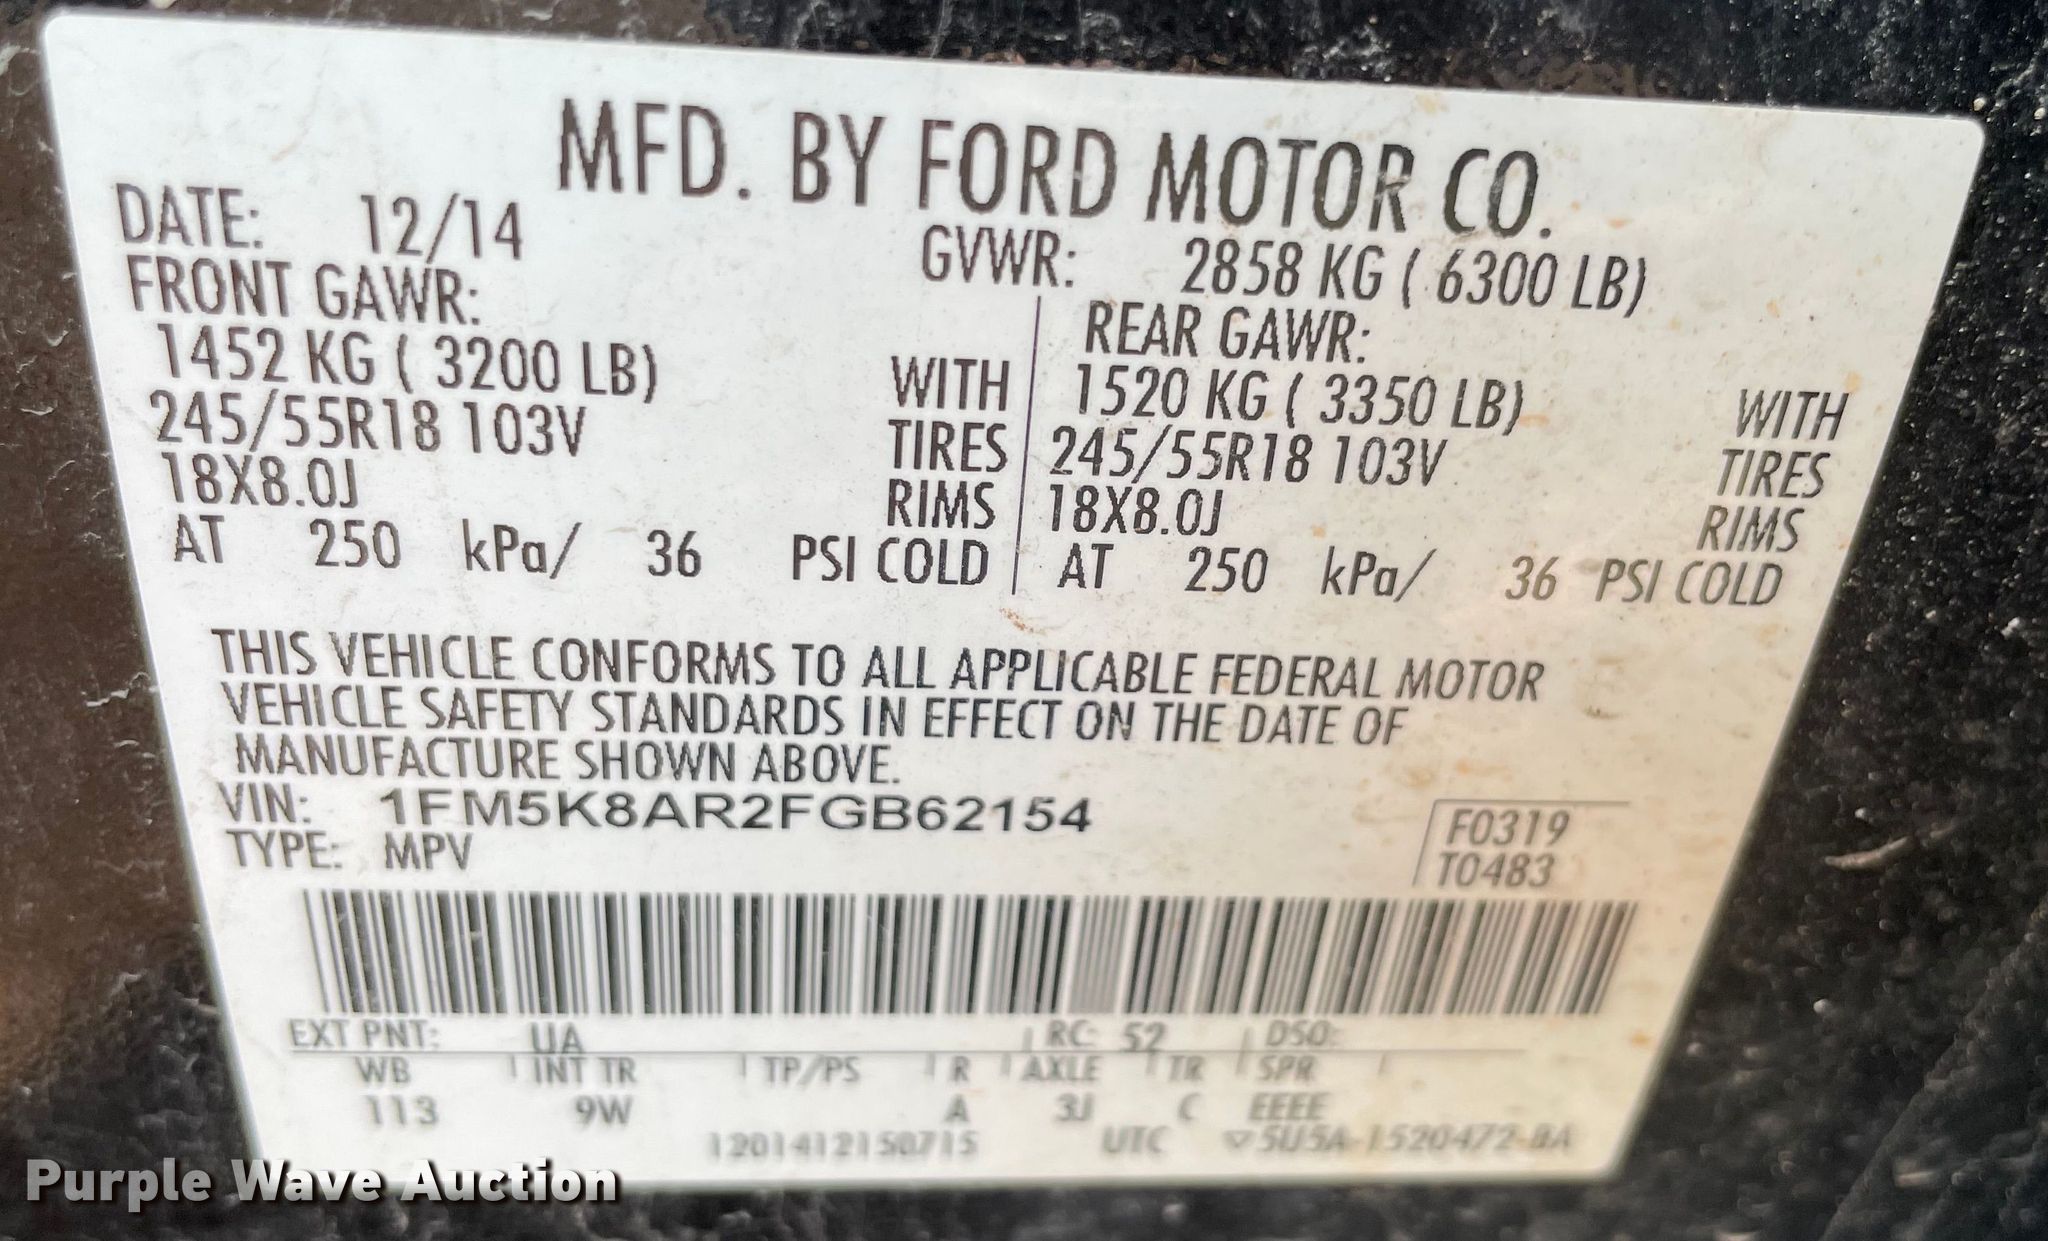 MFD. BY FORD MOTOR CO.
DATE: 12/14 GVWR: 2858 KG ( 6300 LB)
FRONT GAWR: REAR GAWR:
1452 KG ( 3200 LB) WITH 1520 KG ( 3350 LB) WITH
245/55R18 103V TIRES 245/55R18 103V TIRES
18X8.0J RIMS 18X8.0J RIMS
AT 250 kPa/ 36 PSI COLD AT 250 kPa/ 36 PSI COLD
THIS VEHICLE CONFORMS TO ALL APPLICABLE FEDERAL MOTOR
VEHICLE SAFETY STANDARDS IN EFFECT ON THE DATE OF
MANUFACTURE SHOWN ABOVE.
VIN: 1FM5K8AR2FGB62154 F0319
TYPE: MPV T0483
EXT PNT: UA RC: 52 DSO:
WB INT TR TP/PS R AXLE TR SPR
113 9W A 3J C EEEE
1201412150715 UTC ▽5U5A-1520472-BA
Purple Wave Auction